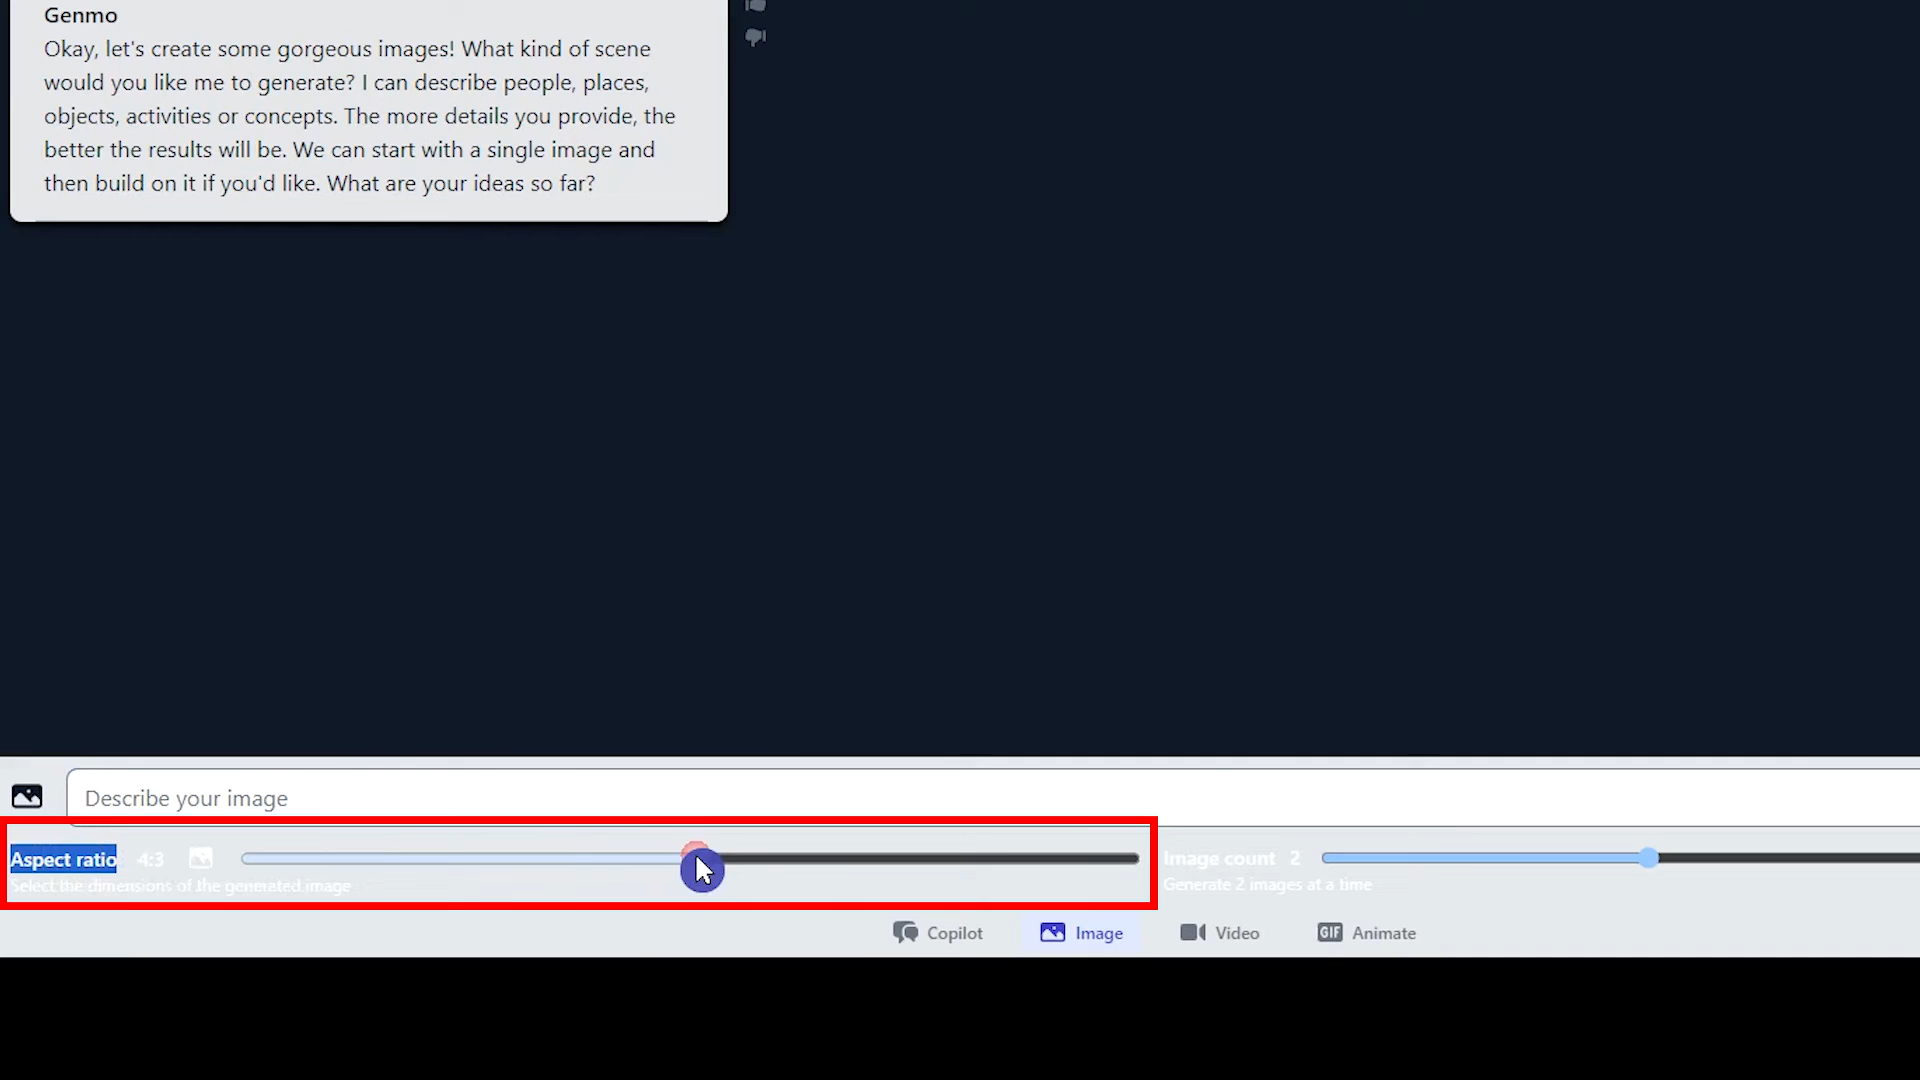 Genmo
Okay, let's create some gorgeous images! What kind of scene
would you like me to generate? I can describe people, places,
objects, activities or concepts. The more details you provide, the
better the results will be. We can start with a single image and
then build on it if you'd like. What are your ideas so far?
Describe your image
Aspect ratio 4:3
Select the dimensions of the generated image
Image count 2
Generate 2 images at a time
Copilot Image Video GIF Animate